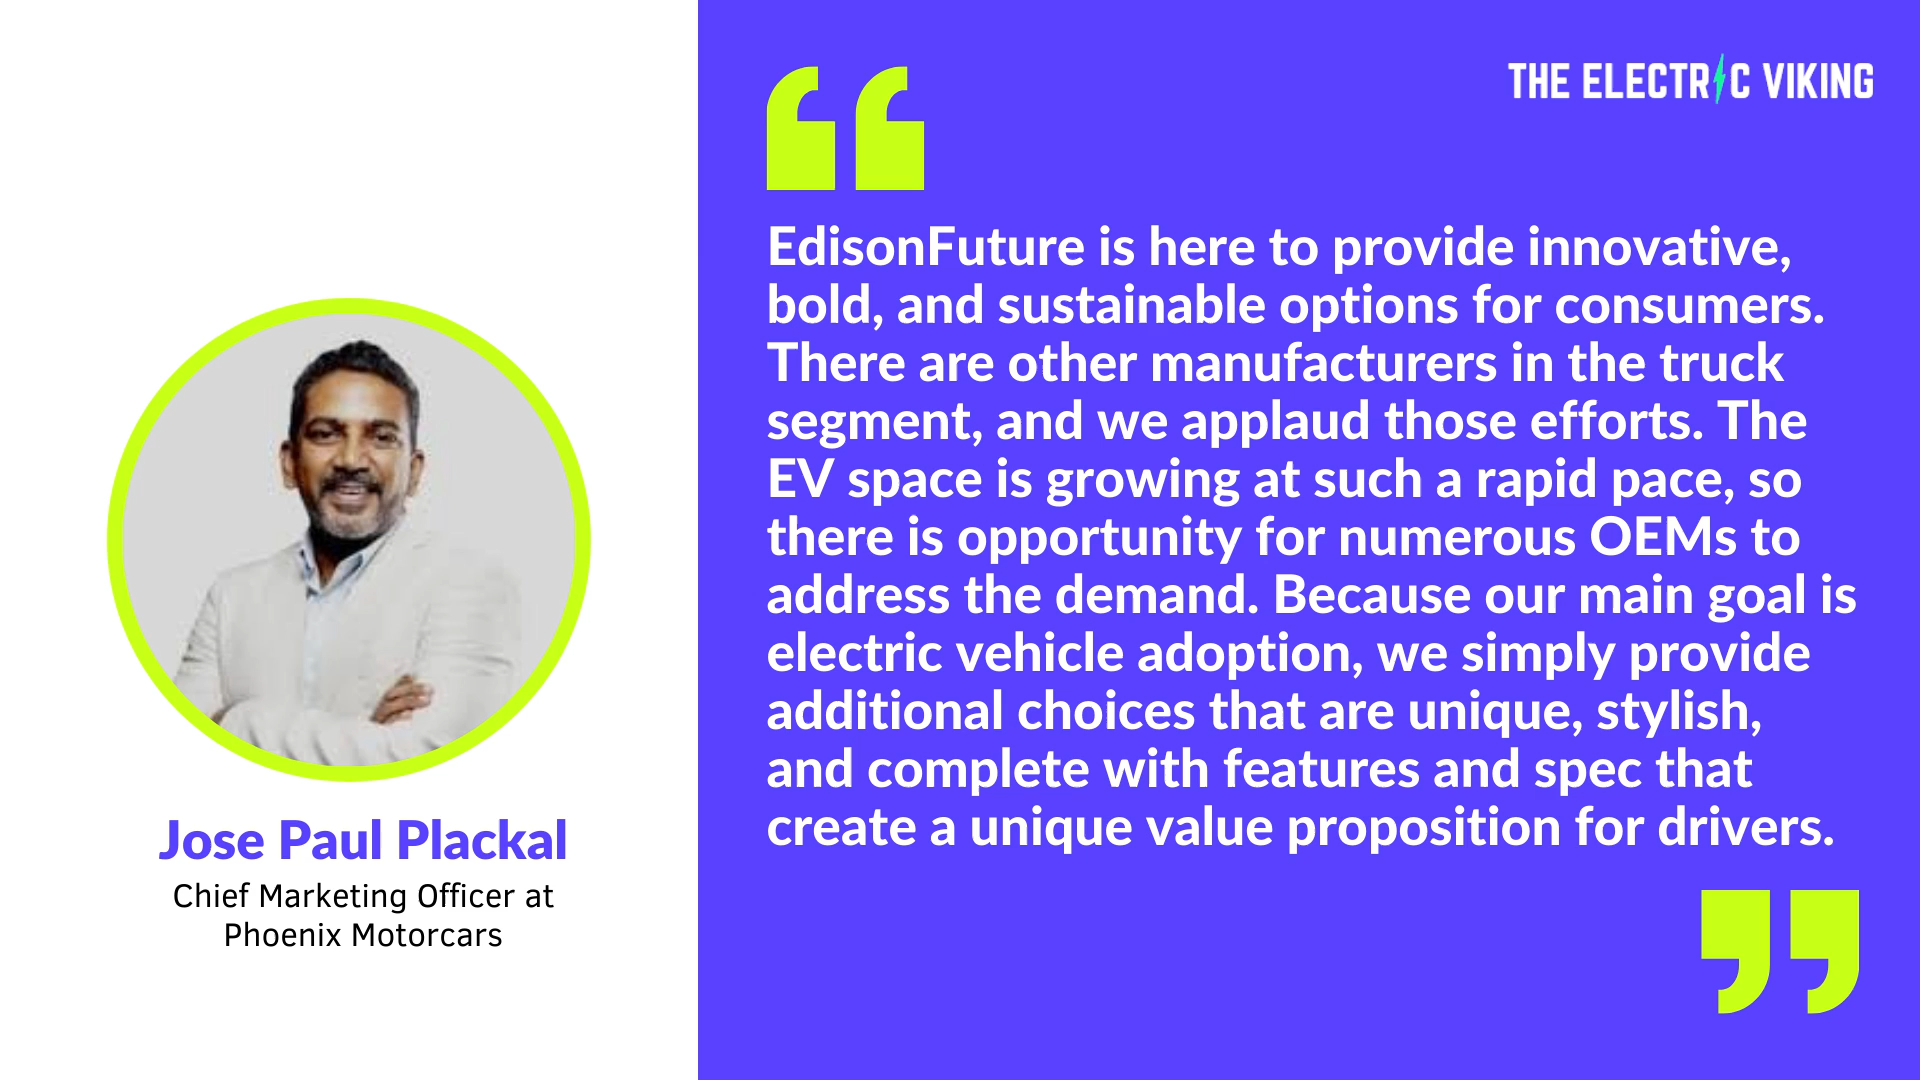 THE ELECTRIC VIKING
EdisonFuture is here to provide innovative,
bold, and sustainable options for consumers.
There are other manufacturers in the truck
segment, and we applaud those efforts. The
EV space is growing at such a rapid pace, so
there is opportunity for numerous OEMs to
address the demand. Because our main goal is
electric vehicle adoption, we simply provide
additional choices that are unique, stylish,
and complete with features and spec that
create a unique value proposition for drivers.
Jose Paul Plackal
Chief Marketing Officer at
Phoenix Motorcars